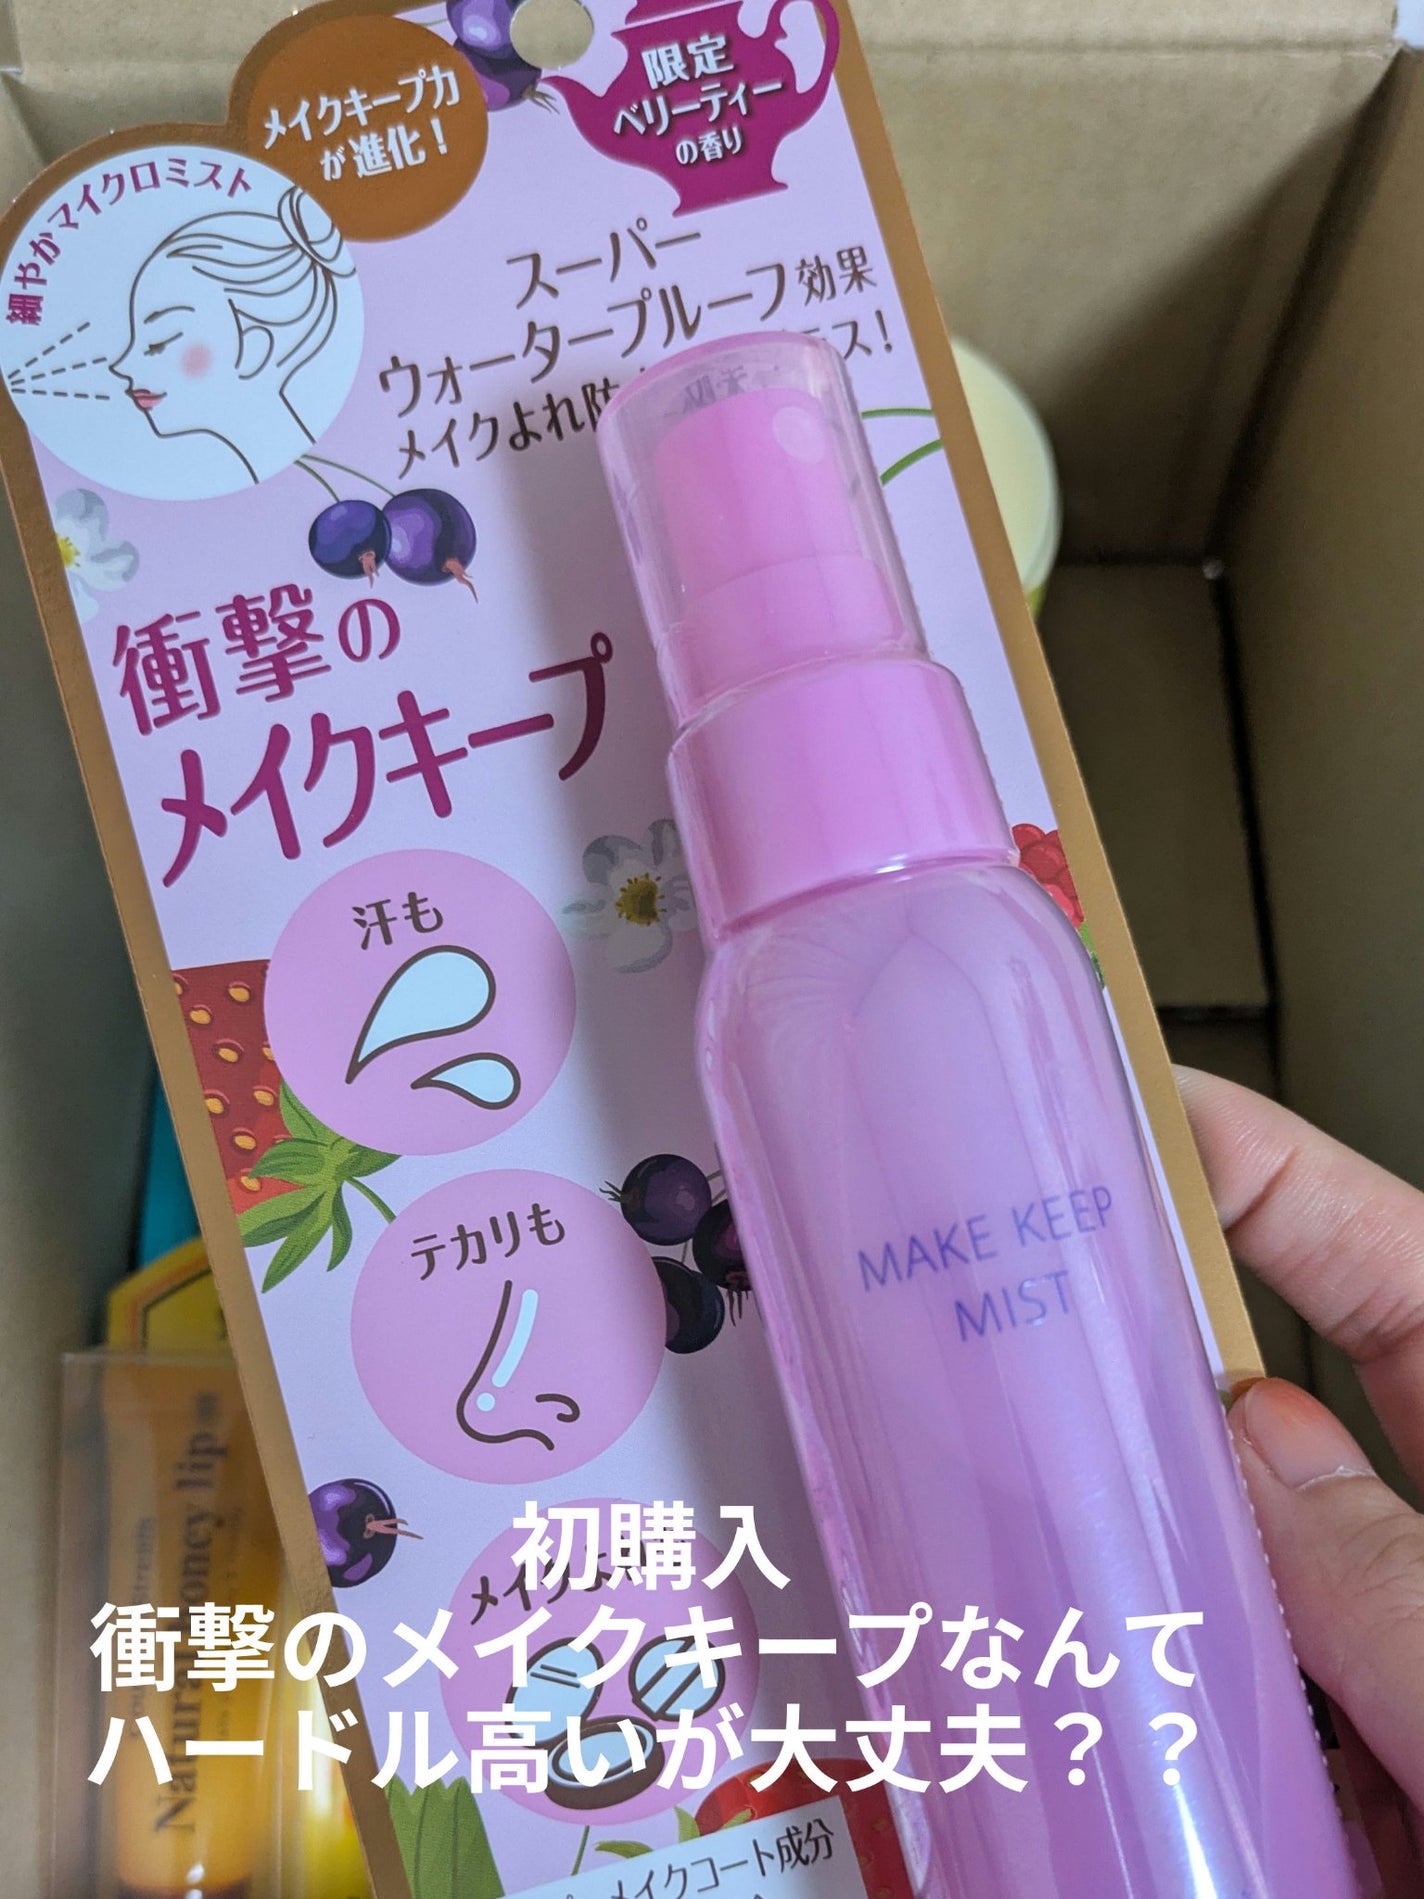 メイクキープ力
が進化！
限定
ベリーティー
の香り
細やかマイクロミスト
スーパー
ウォータープルーフ効果
メイクよれ防
ス！
衝撃の
メイクキープ
汗も
テカリも
MAKE KEEP
MIST
Natural honey lip
初購入
衝撃のメイクキープなんて
ハードル高いが大丈夫？？
メイクコート成分